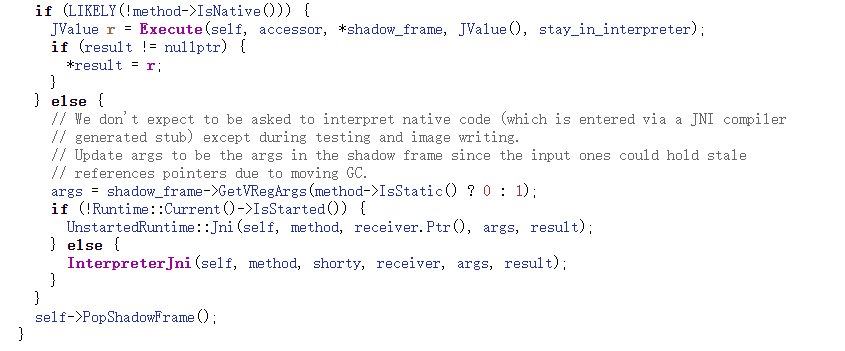 if (LIKELY(!method->IsNative())) {
JValue r = Execute(self, accessor, *shadow_frame, JValue(), stay_in_interpreter);
if (result != nullptr) {
*result = r;
}
} else {
// We don't expect to be asked to interpret native code (which is entered via a JNI compiler
// generated stub) except during testing and image writing.
// Update args to be the args in the shadow frame since the input ones could hold stale
// references pointers due to moving GC.
args = shadow_frame->GetVRegArgs(method->IsStatic() ? 0 : 1);
if (!Runtime::Current()->IsStarted()) {
UnstartedRuntime::Jni(self, method, receiver.Ptr(), args, result);
} else {
InterpreterJni(self, method, shorty, receiver, args, result);
}
}
self->PopShadowFrame();
}